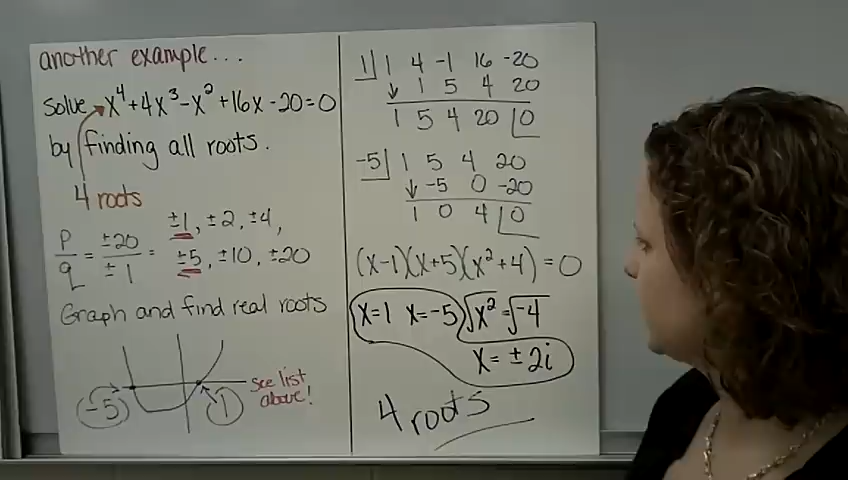 another example...
Solve x⁴+4x³-x²+16x-20=0
by finding all roots.
4 roots
p/q = ±20/±1 = ±1, ±2, ±4,
±5, ±10, ±20
Graph and find real roots
-5
1
see list
above!
1| 1 4 -1 16 -20
↓ 1 5 4 20
1 5 4 20 |0
-5| 1 5 4 20
↓ -5 0 -20
1 0 4 |0
(x-1)(x+5)(x²+4)=0
x=1 x=-5 √x² = √-4
x = ±2i
4 roots